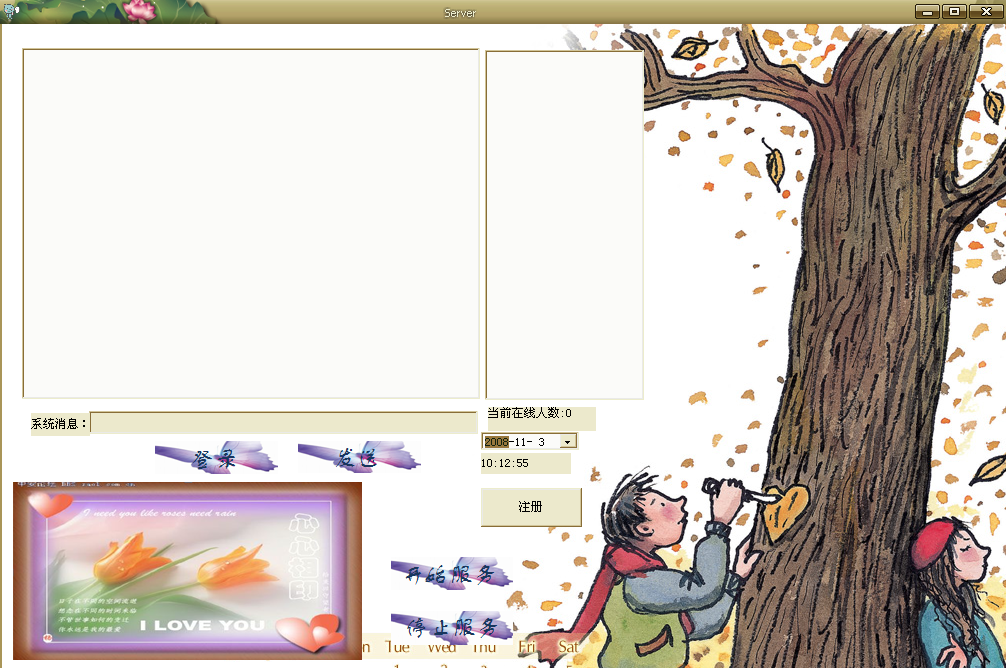 Server
系统消息：
当前在线人数:0
2008-11- 3
10:12:55
登录
发送
注册
I need you like roses need rain
心心相印
I LOVE YOU
开始服务
停止服务
Tue Wed Thu Fri Sat